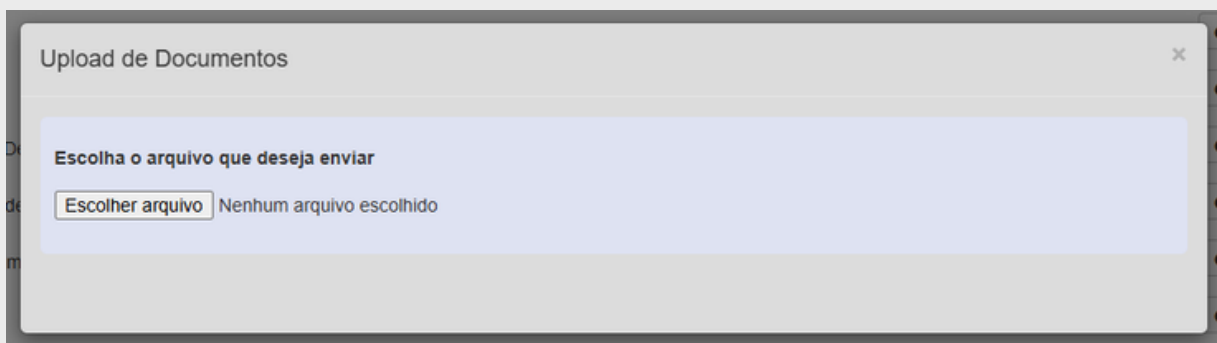 Upload de Documentos
×
Escolha o arquivo que deseja enviar
Escolher arquivo Nenhum arquivo escolhido